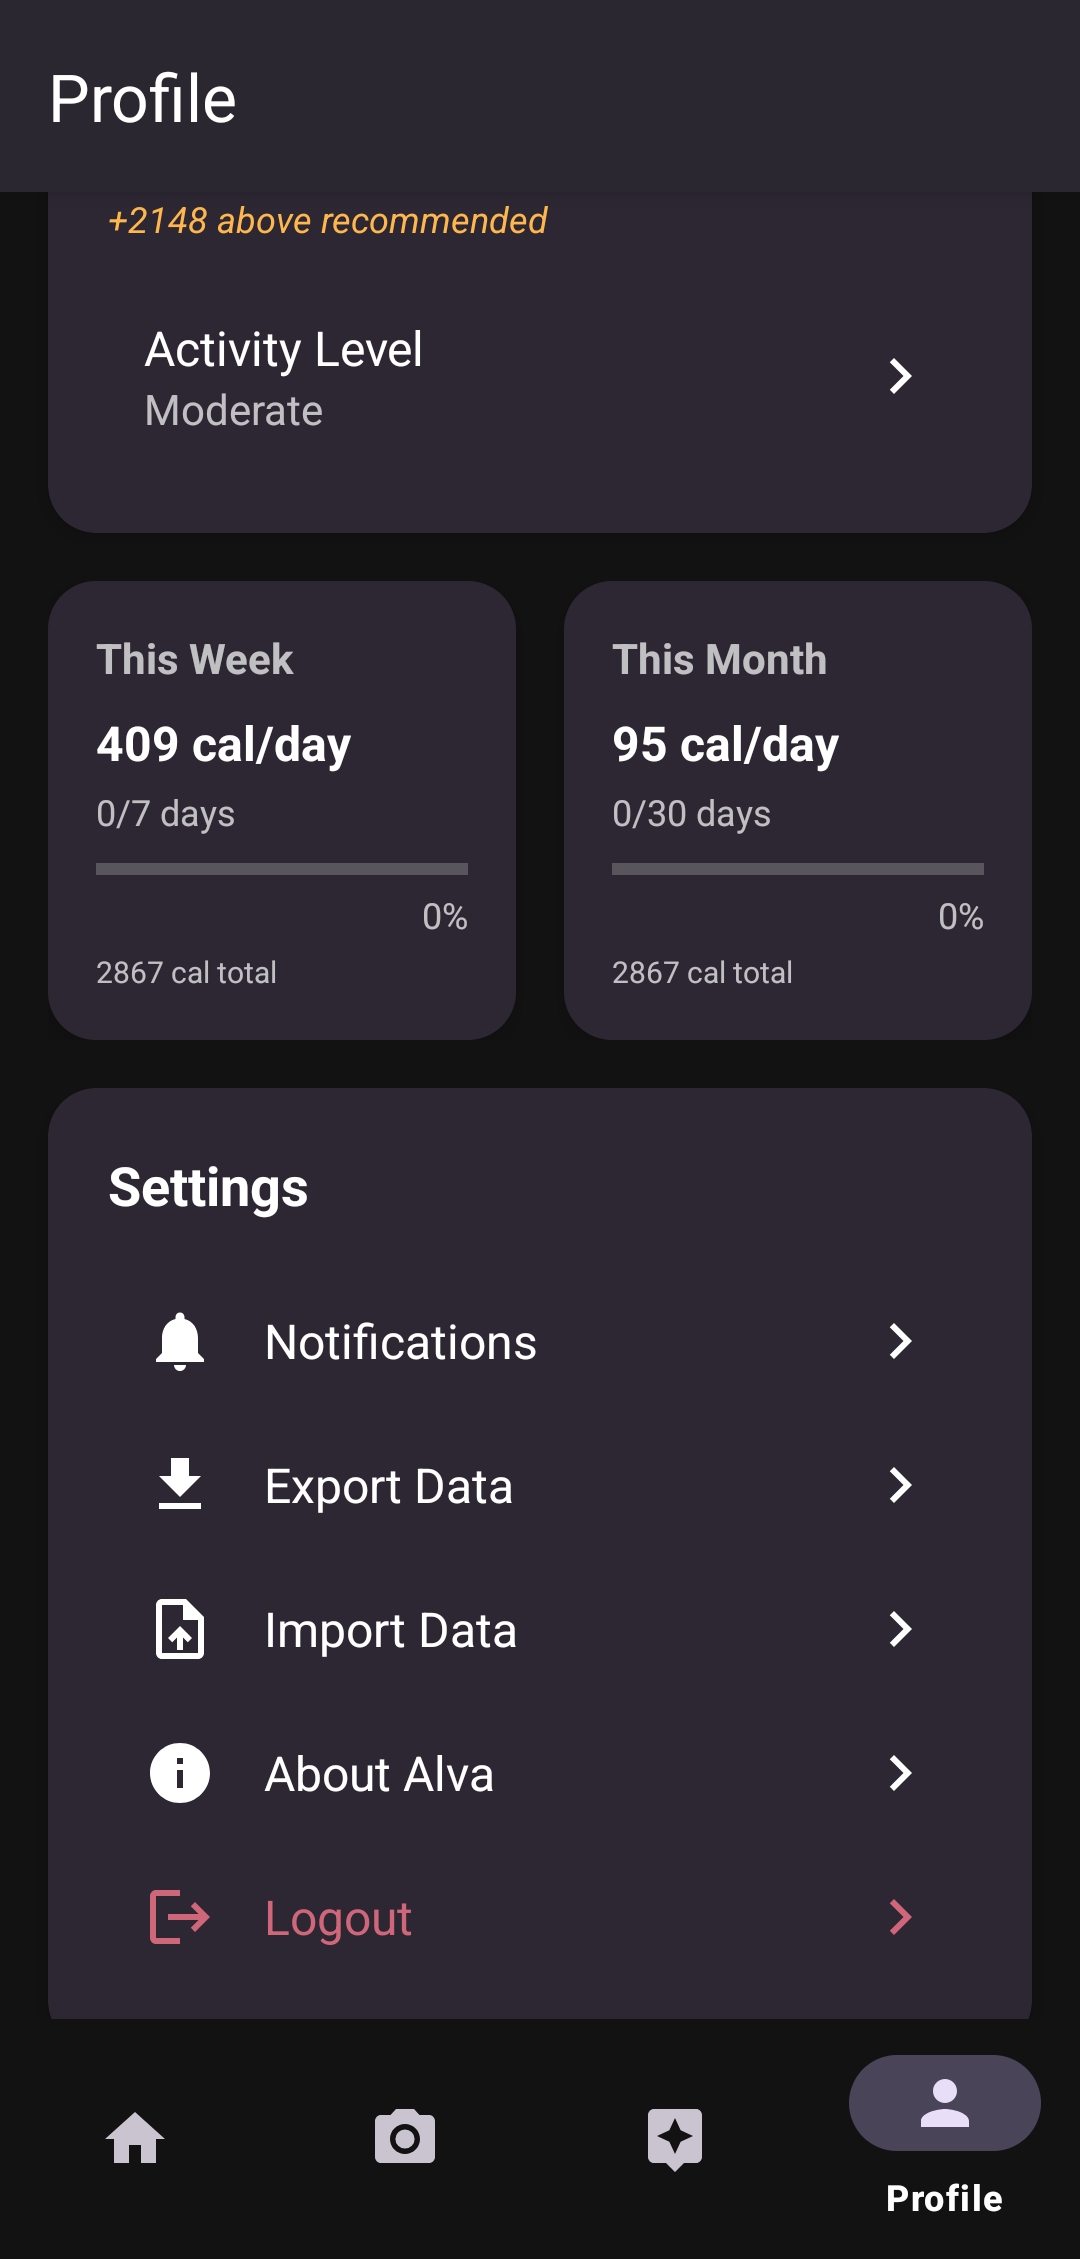 Profile
+2148 above recommended
Activity Level
Moderate
This Week
409 cal/day
0/7 days
0%
2867 cal total
This Month
95 cal/day
0/30 days
0%
2867 cal total
Settings
Notifications
Export Data
Import Data
About Alva
Logout
Profile